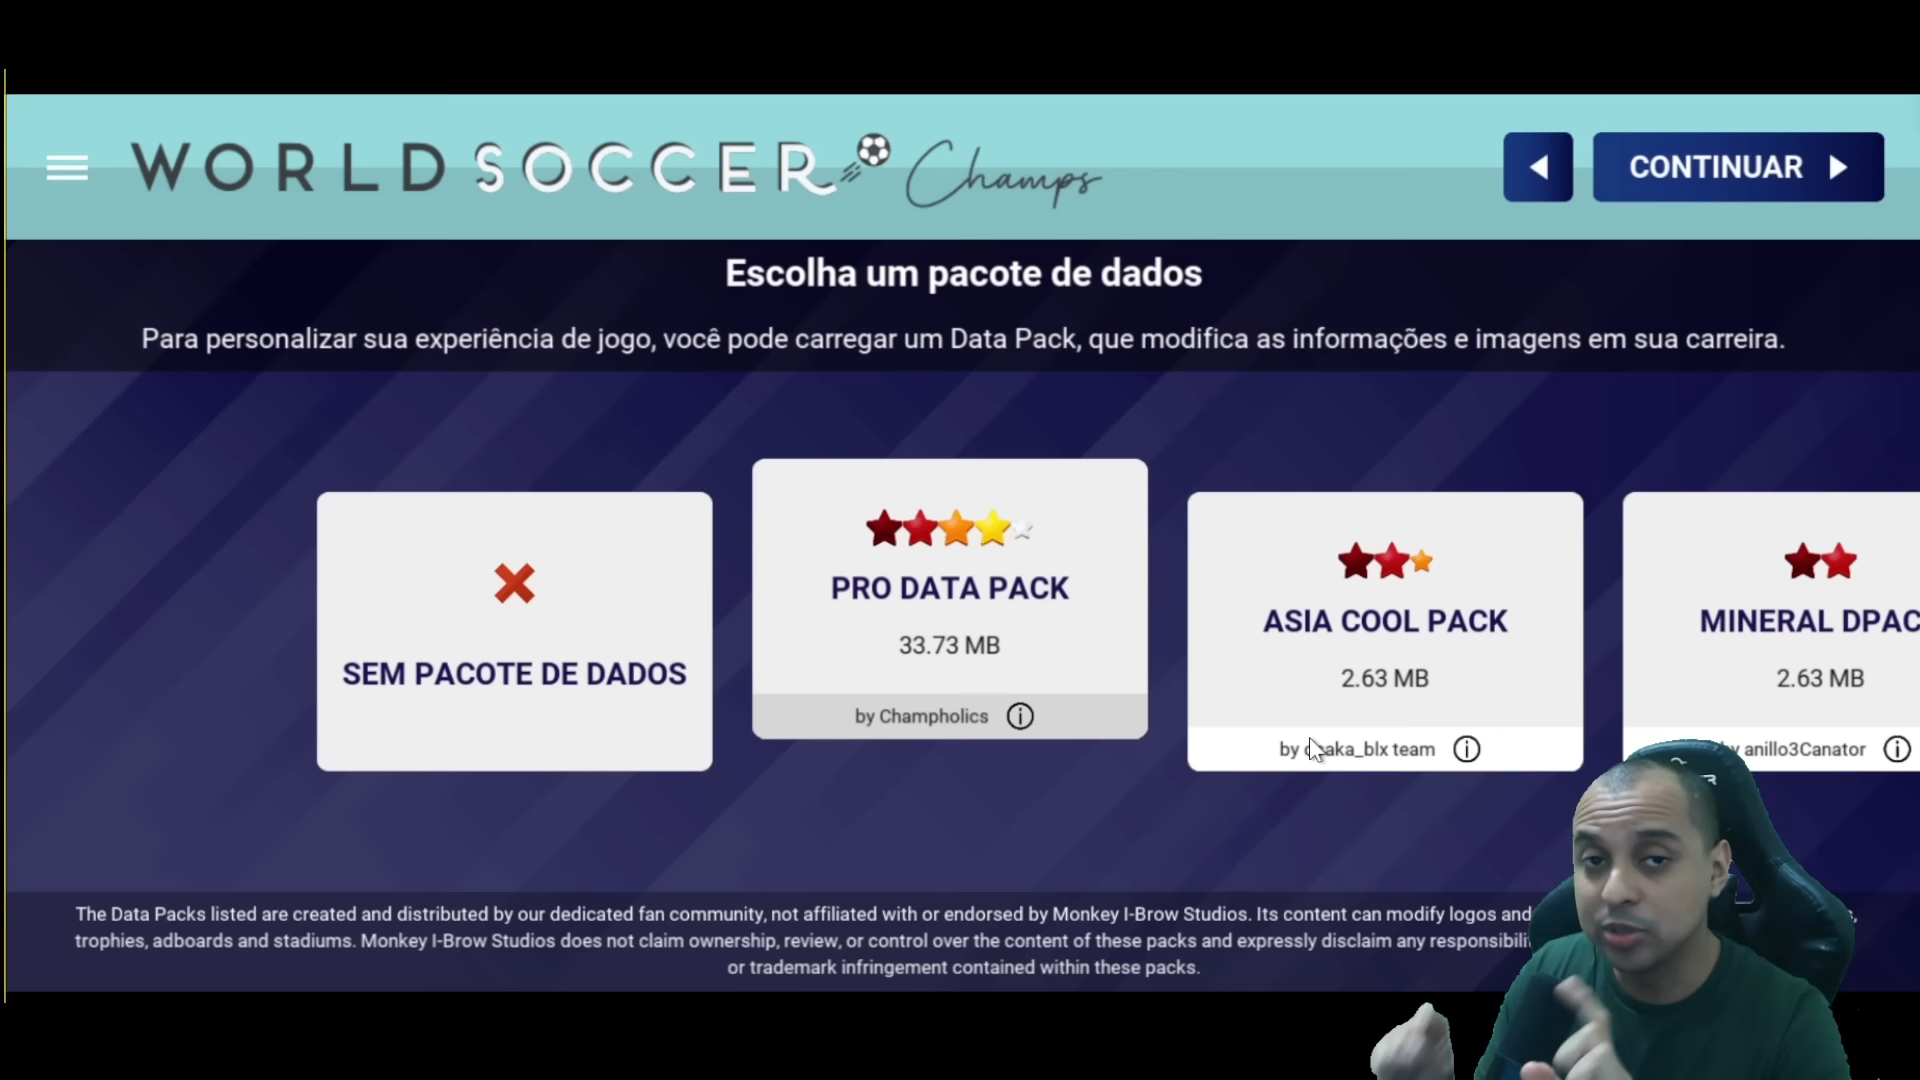 WORLD SOCCER Champs
CONTINUAR
Escolha um pacote de dados
Para personalizar sua experiência de jogo, você pode carregar um Data Pack, que modifica as informações e imagens em sua carreira.
SEM PACOTE DE DADOS
PRO DATA PACK
33.73 MB
by Champholics
ASIA COOL PACK
2.63 MB
by team
MINERAL DPAC
2.63 MB
by anillo3Canator
The Data Packs listed are created and distributed by our dedicated fan community, not affiliated with or endorsed by Monkey I-Brow Studios. Its content can modify logos and
trophies, adboards and stadiums. Monkey I-Brow Studios does not claim ownership, review, or control over the content of these packs and expressly disclaim any
or trademark infringement contained within these packs.